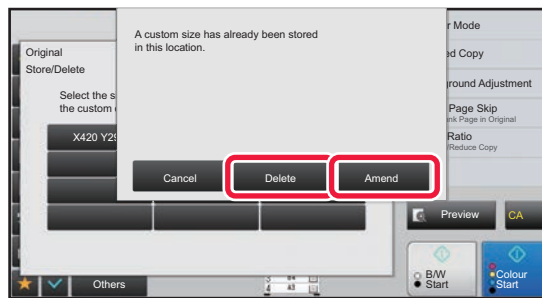 A custom size has already been stored
in this location.
Original
Store/Delete
Select the s
the custom
X420 Y29
Cancel
Delete
Amend
r Mode
ed Copy
ground Adjustment
Page Skip
nk Page in Original
Ratio
/Reduce Copy
Preview
CA
B/W
Start
Colour
Start
Others